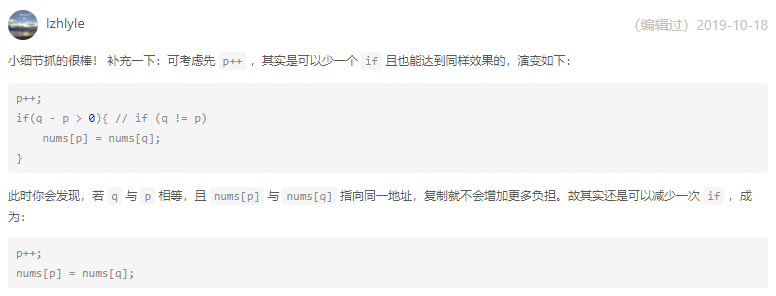 lzhlyle
（编辑过）2019-10-18
小细节抓的很棒！ 补充一下：可考虑先 p++ ，其实是可以少一个 if 且也能达到同样效果的，演变如下：
p++;
if(q - p > 0){ // if (q != p)
    nums[p] = nums[q];
}
此时你会发现，若 q 与 p 相等，且 nums[p] 与 nums[q] 指向同一地址，复制就不会增加更多负担。故其实还是可以减少一次 if ，成
为：
p++;
nums[p] = nums[q];